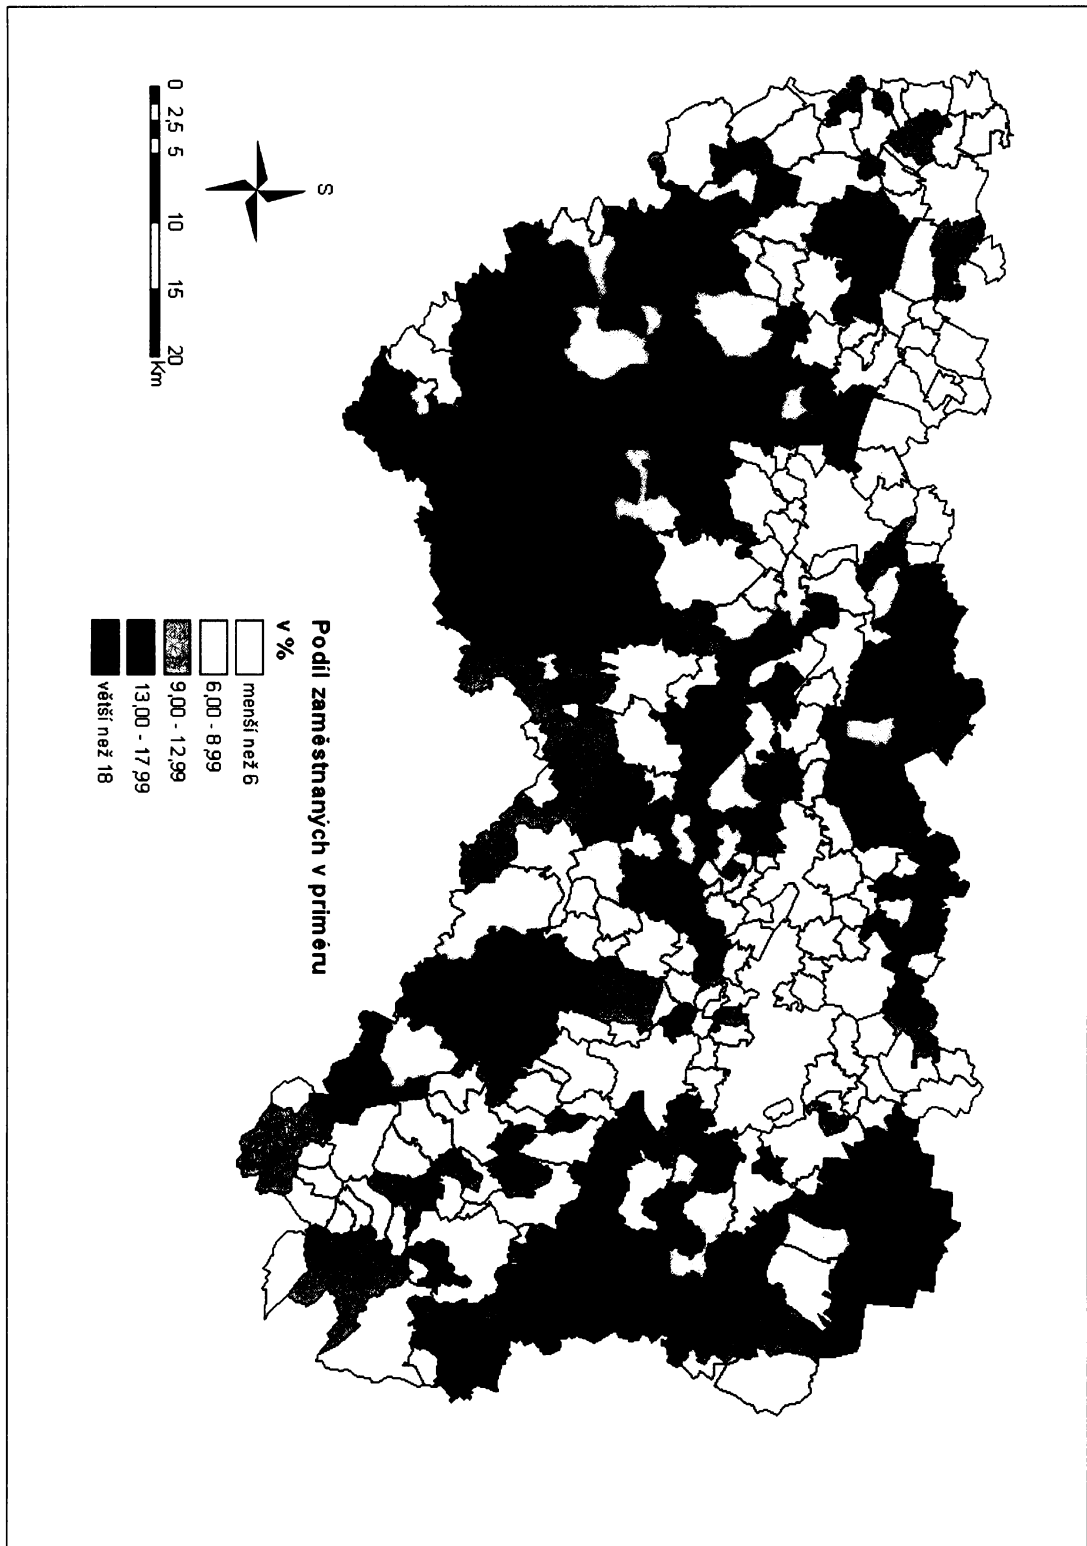 S
0 2,5 5 10 15 20
Km
Podíl zaměstnaných v priméru
v %
menší než 6
6,00 - 8,99
9,00 - 12,99
13,00 - 17,99
větší než 18